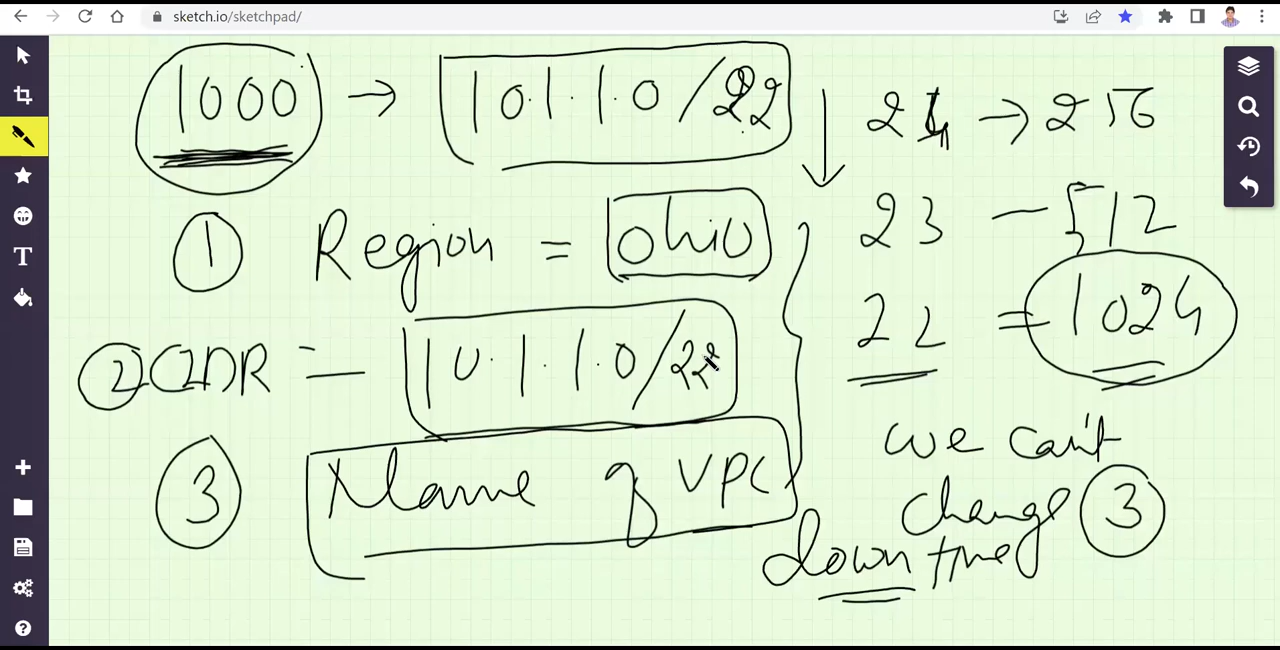 sketch.io/sketchpad/
1000 → 10.1.1.0/22
24 → 256
23 - 512
① Region = ohio
22 = 1024
② CIDR = 10.1.1.0/22
③ Name of VPC
we can't
change ③
down time
T
?